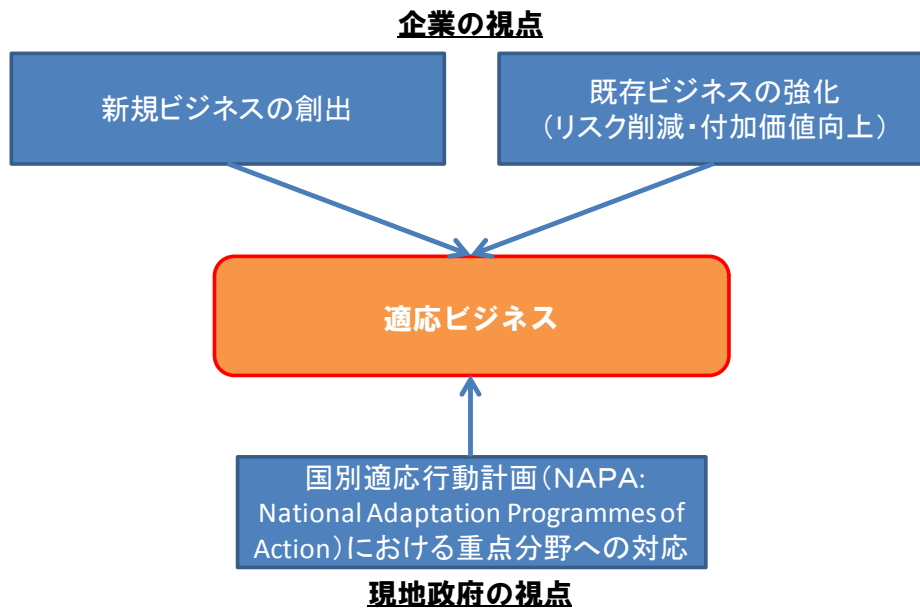 企業の視点
新規ビジネスの創出
既存ビジネスの強化
（リスク削減・付加価値向上）
適応ビジネス
国別適応行動計画（ＮＡＰＡ:
National Adaptation Programmes of
Action）における重点分野への対応
現地政府の視点